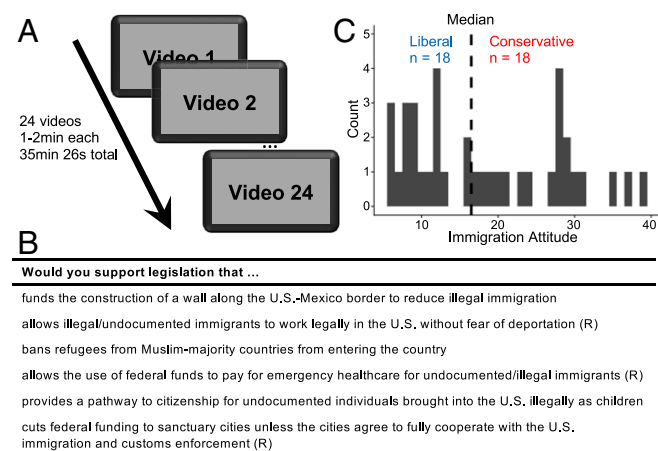 A
Video 1
Video 2
...
Video 24
24 videos
1-2min each
35min 26s total
C
Median
Liberal
n = 18
Conservative
n = 18
Count
5
4
3
2
1
0
10
20
30
40
Immigration Attitude
B
Would you support legislation that ...
funds the construction of a wall along the U.S.-Mexico border to reduce illegal immigration
allows illegal/undocumented immigrants to work legally in the U.S. without fear of deportation (R)
bans refugees from Muslim-majority countries from entering the country
allows the use of federal funds to pay for emergency healthcare for undocumented/illegal immigrants (R)
provides a pathway to citizenship for undocumented individuals brought into the U.S. illegally as children
cuts federal funding to sanctuary cities unless the cities agree to fully cooperate with the U.S.
immigration and customs enforcement (R)